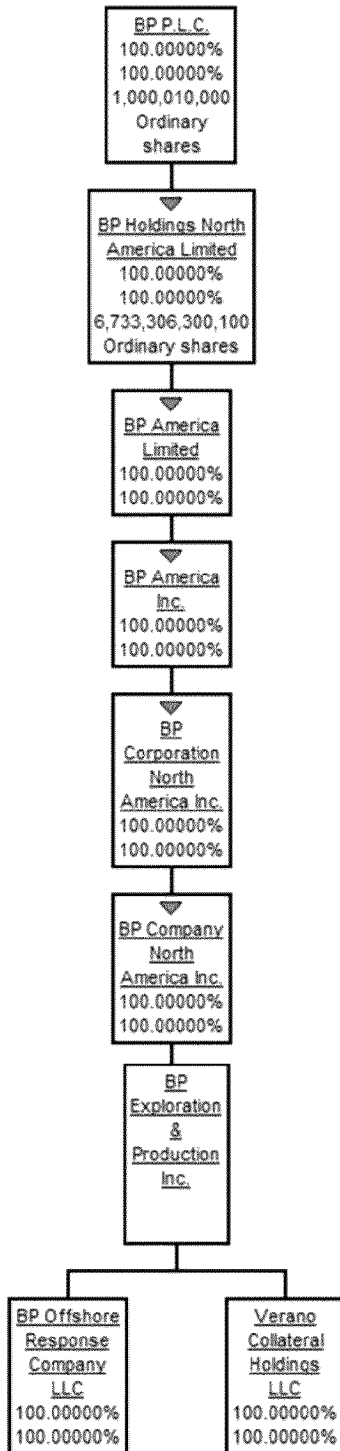 BP P.L.C.
100.00000%
100.00000%
1,000,010,000
Ordinary
shares
BP Holdings North
America Limited
100.00000%
100.00000%
6,733,306,300,100
Ordinary shares
BP America
Limited
100.00000%
100.00000%
BP America
Inc.
100.00000%
100.00000%
BP
Corporation
North
America Inc.
100.00000%
100.00000%
BP Company
North
America Inc.
100.00000%
100.00000%
BP
Exploration
&
Production
Inc.
BP Offshore
Response
Company
LLC
100.00000%
100.00000%
Verano
Collateral
Holdings
LLC
100.00000%
100.00000%